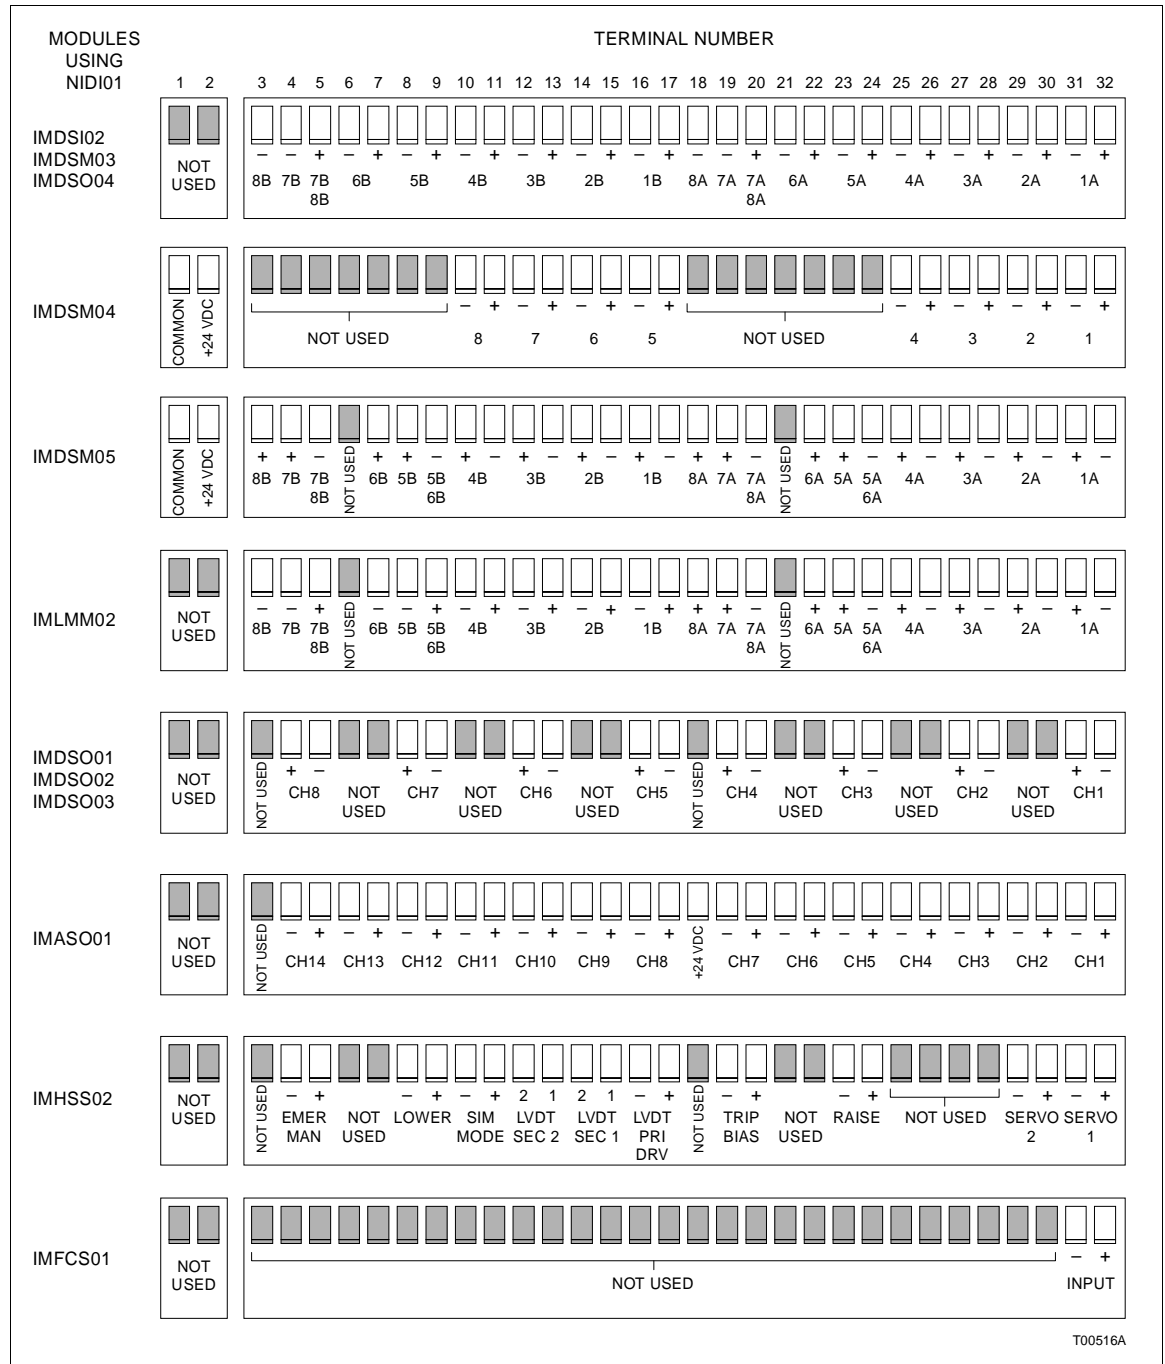 MODULES USING NIDI01
TERMINAL NUMBER
1 2 3 4 5 6 7 8 9 10 11 12 13 14 15 16 17 18 19 20 21 22 23 24 25 26 27 28 29 30 31 32
IMDSI02
IMDSM03
IMDSO04
NOT USED
– – + – + – + – + – + – + – + – – + – + – + – + – + – + – +
8B 7B 7B 6B 5B 4B 3B 2B 1B 8A 7A 7A 6A 5A 4A 3A 2A 1A
8B 8A
IMDSM04
COMMON
+24 VDC
– + – + – + – + – + – + – + – +
NOT USED 8 7 6 5 NOT USED 4 3 2 1
IMDSM05
COMMON
+24 VDC
+ + – NOT USED + + – + – + – + – + – + + – NOT USED + + – + – + – + – + –
8B 7B 7B 6B 5B 5B 4B 3B 2B 1B 8A 7A 7A 6A 5A 5A 4A 3A 2A 1A
8B 6B 8A 6A
IMLMM02
NOT USED
– – + NOT USED – – + – + – + – + – + + + – NOT USED + + – + – + – + – + –
8B 7B 7B 6B 5B 5B 4B 3B 2B 1B 8A 7A 7A 6A 5A 5A 4A 3A 2A 1A
8B 6B 8A 6A
IMDSO01
IMDSO02
IMDSO03
NOT USED
NOT USED
+ – + – + – + –
CH8 NOT USED CH7 NOT USED CH6 NOT USED CH5
NOT USED
+ – + – + – + –
CH4 NOT USED CH3 NOT USED CH2 NOT USED CH1
IMASO01
NOT USED
NOT USED
– + – + – + – + – + – + – +
CH14 CH13 CH12 CH11 CH10 CH9 CH8
+24 VDC
– + – + – + – + – + – + – +
CH7 CH6 CH5 CH4 CH3 CH2 CH1
IMHSS02
NOT USED
NOT USED
– + – + – + 2 1 2 1 – +
EMER MAN NOT USED LOWER SIM MODE LVDT SEC 2 LVDT SEC 1 LVDT PRI DRV
NOT USED
– + – + – + – +
TRIP BIAS NOT USED RAISE NOT USED SERVO 2 SERVO 1
IMFCS01
NOT USED
NOT USED
– +
INPUT
T00516A